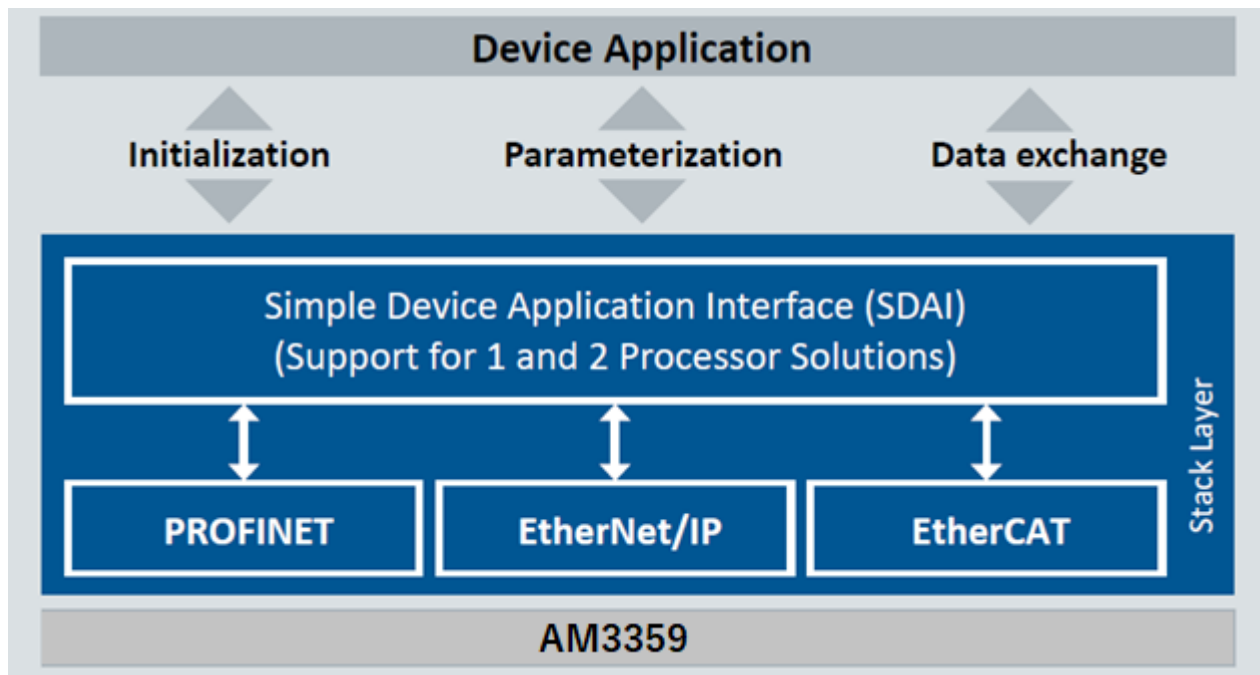 Device Application
Initialization
Parameterization
Data exchange
Simple Device Application Interface (SDAI)
(Support for 1 and 2 Processor Solutions)
Stack Layer
PROFINET
EtherNet/IP
EtherCAT
AM3359